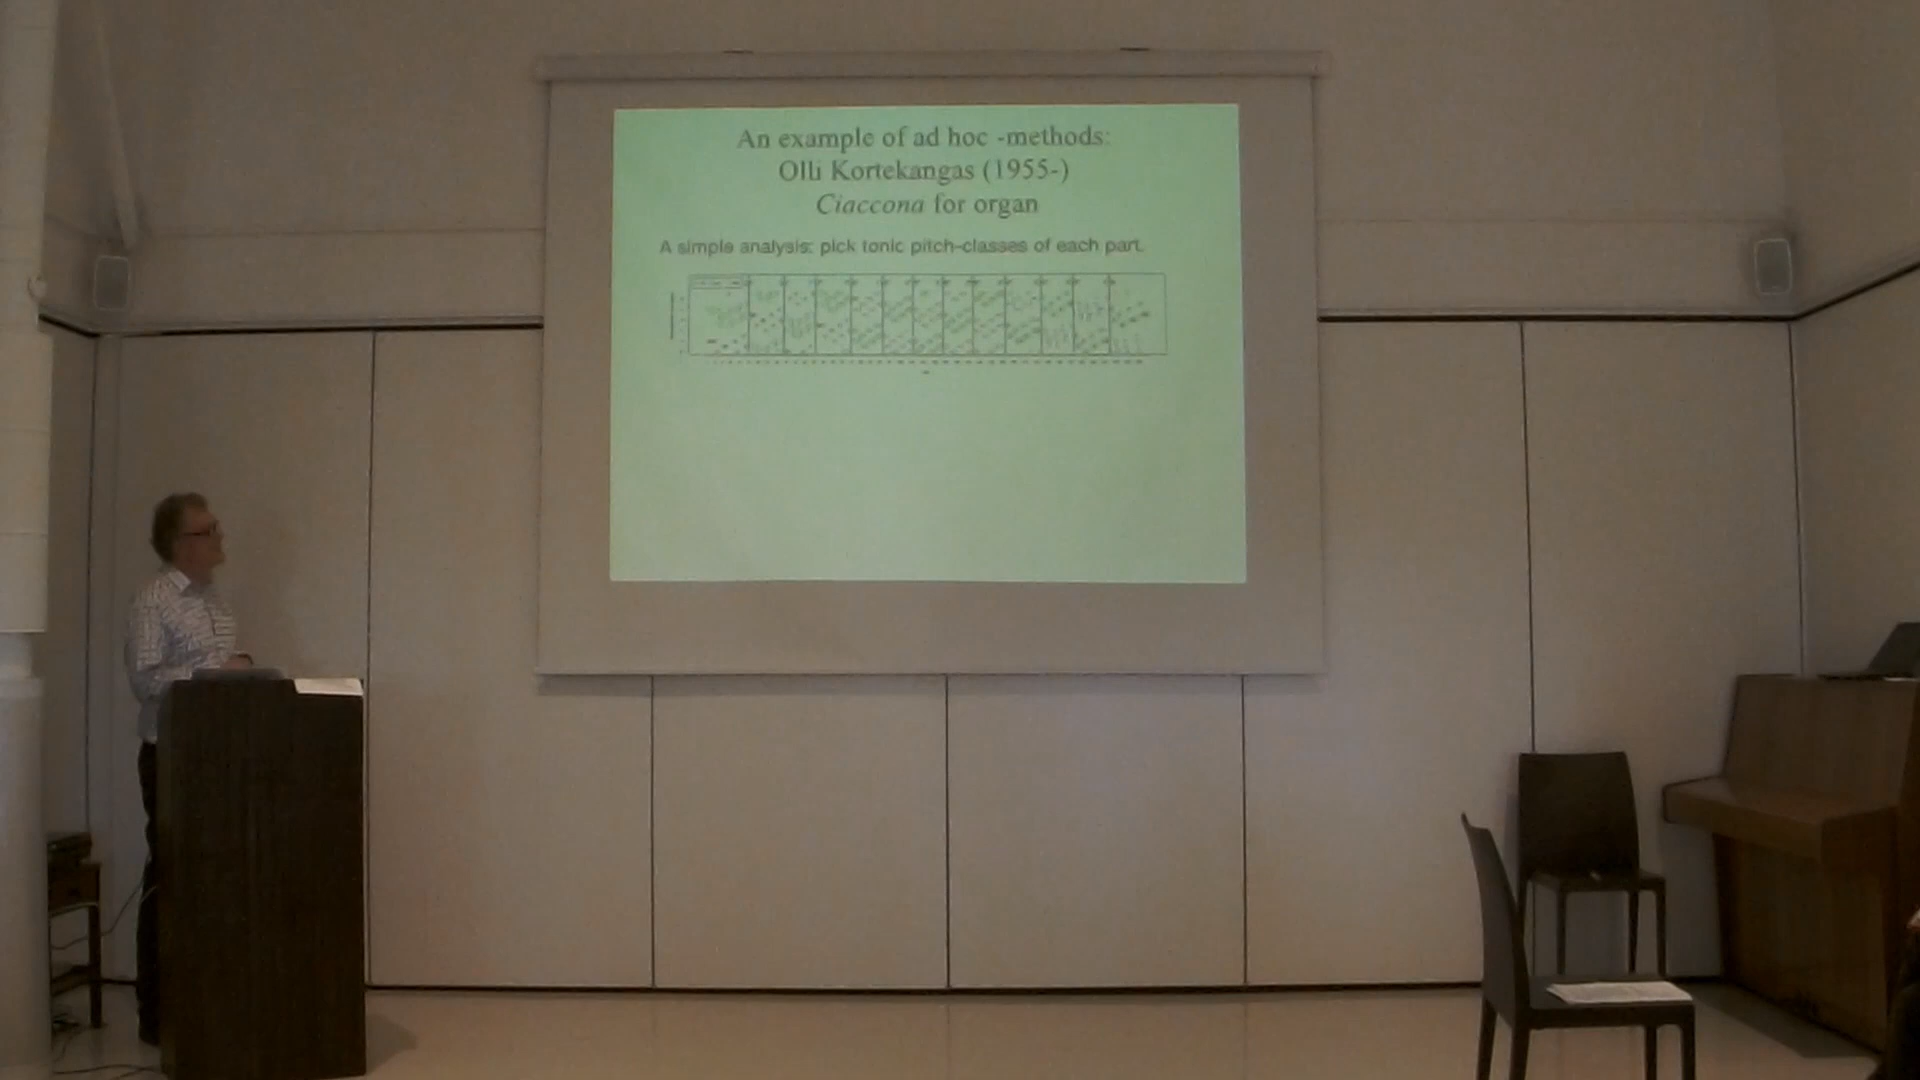 An example of ad hoc -methods:
Olli Kortekangas (1955-)
Ciaccona for organ
A simple analysis: pick tonic pitch-classes of each part.